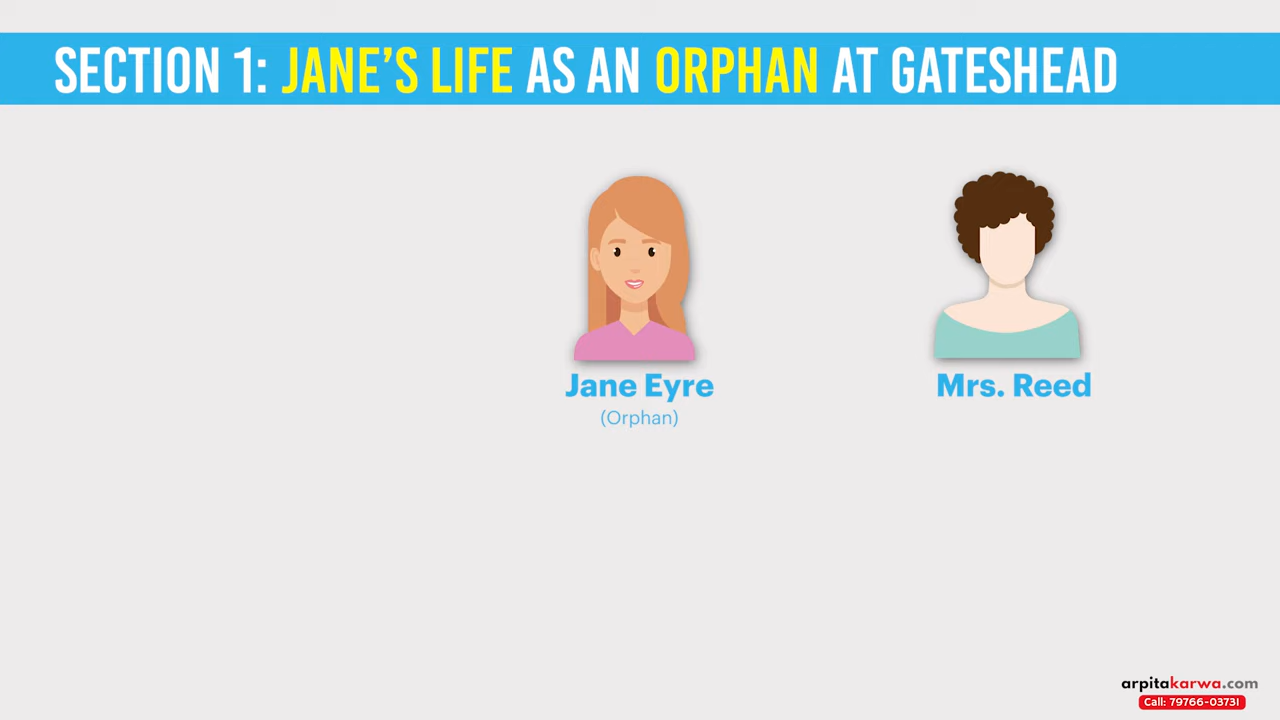 SECTION 1: JANE'S LIFE AS AN ORPHAN AT GATESHEAD
Jane Eyre
(Orphan)
Mrs. Reed
arpitakarwa.com
Call: 79766-03731